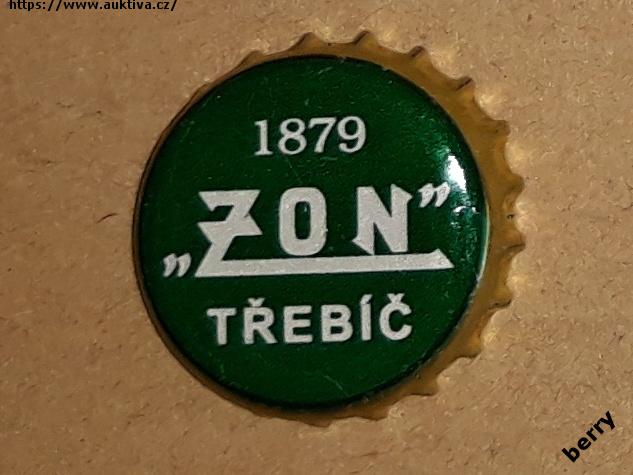 https://www.auktiva.cz/
1879
„ZON”
TŘEBÍČ
berry